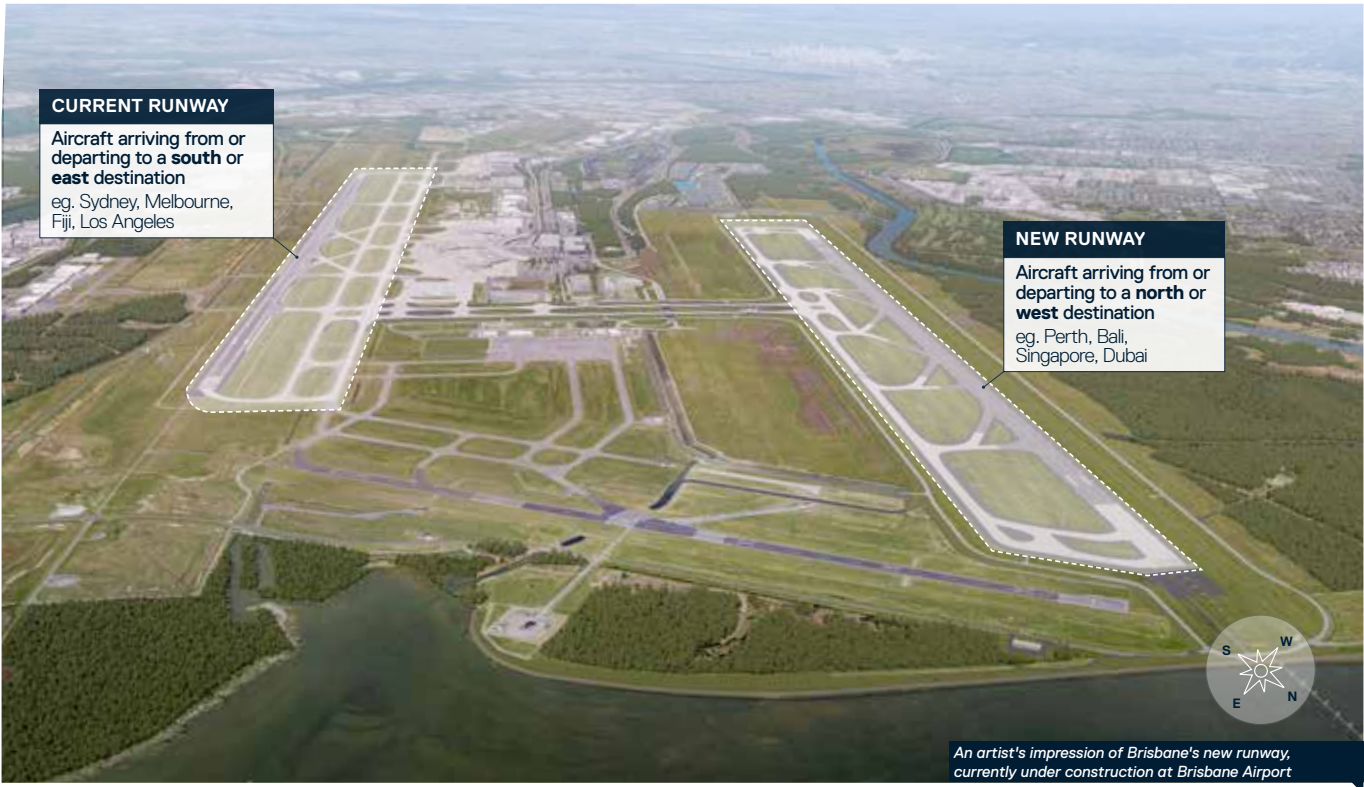 CURRENT RUNWAY
Aircraft arriving from or
departing to a south or
east destination
eg. Sydney, Melbourne,
Fiji, Los Angeles
NEW RUNWAY
Aircraft arriving from or
departing to a north or
west destination
eg. Perth, Bali,
Singapore, Dubai
S
W
E
N
An artist's impression of Brisbane's new runway,
currently under construction at Brisbane Airport